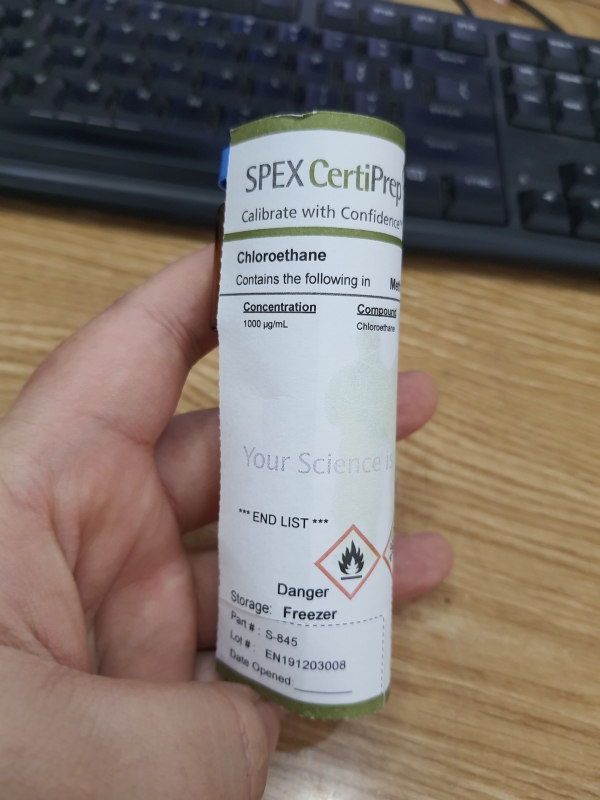 SPEX CertiPrep
Calibrate with Confidence
Chloroethane
Contains the following in
Concentration Compound
1000 µg/mL Chloroethane
Your Science is
*** END LIST ***
Danger
Storage: Freezer
Part # : S-845
Lot # : EN191203008
Date Opened: